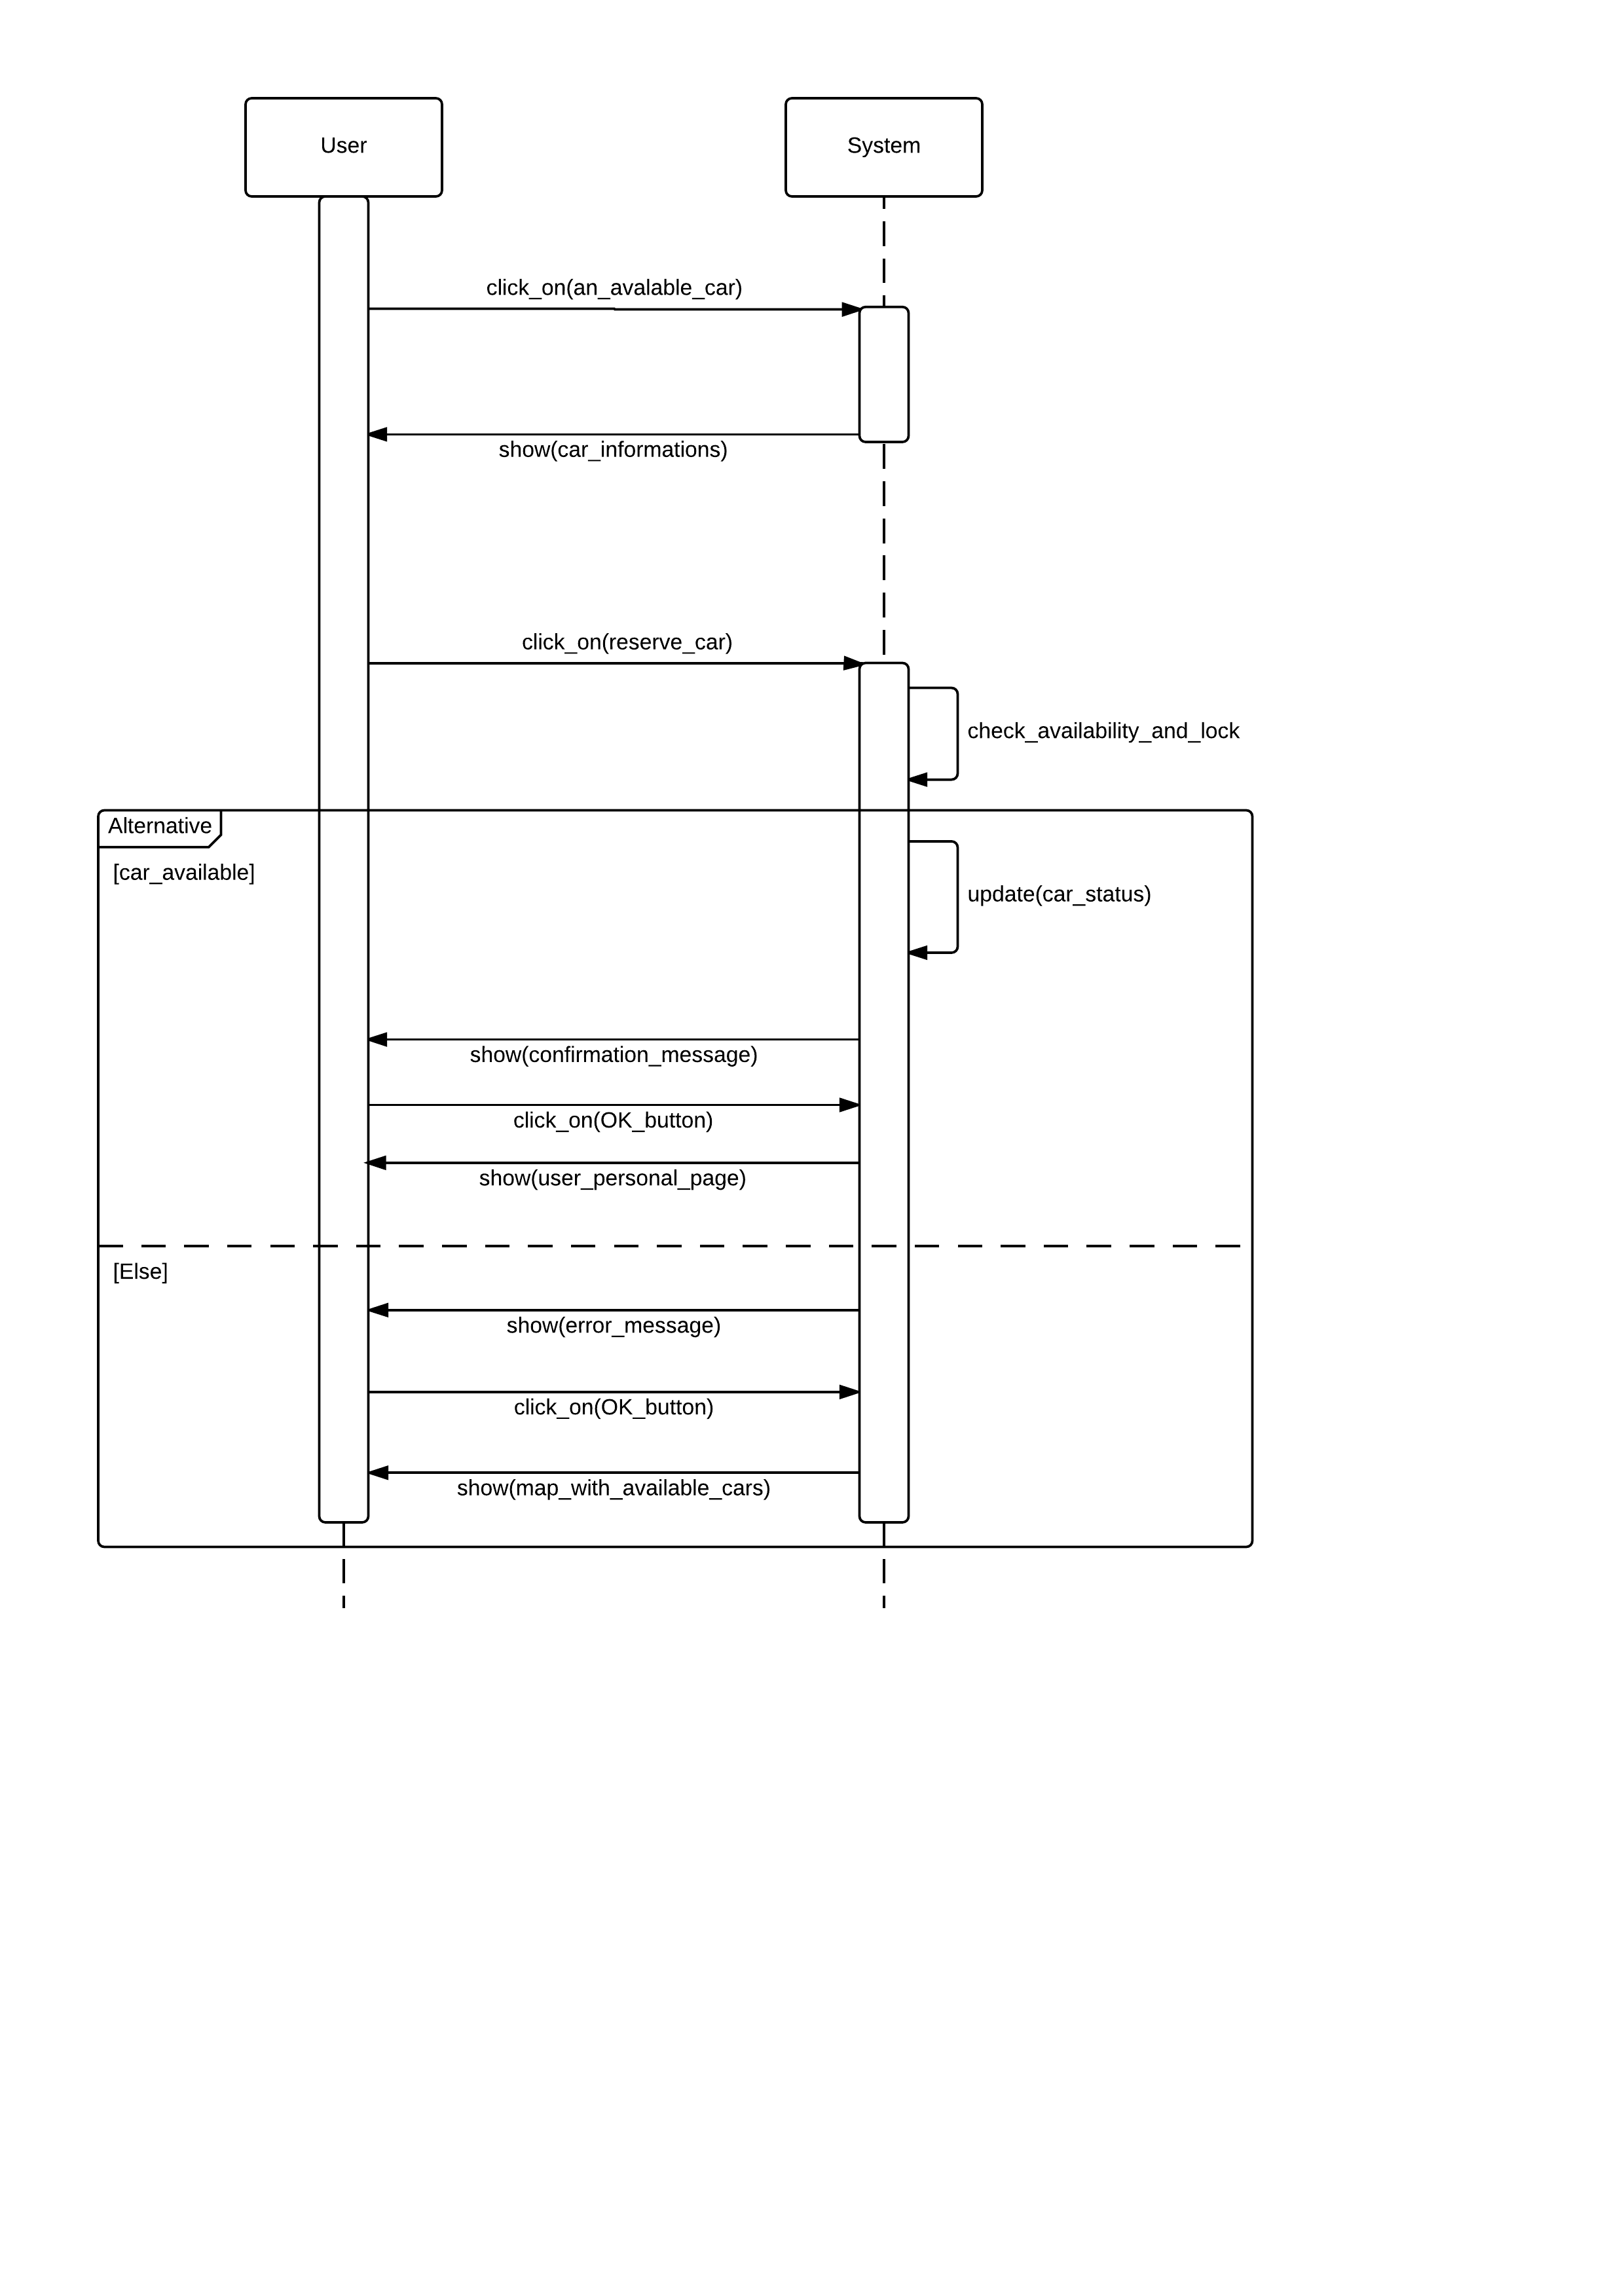 User
System
click_on(an_avalable_car)
show(car_informations)
click_on(reserve_car)
check_availability_and_lock
Alternative
[car_available]
update(car_status)
show(confirmation_message)
click_on(OK_button)
show(user_personal_page)
[Else]
show(error_message)
click_on(OK_button)
show(map_with_available_cars)